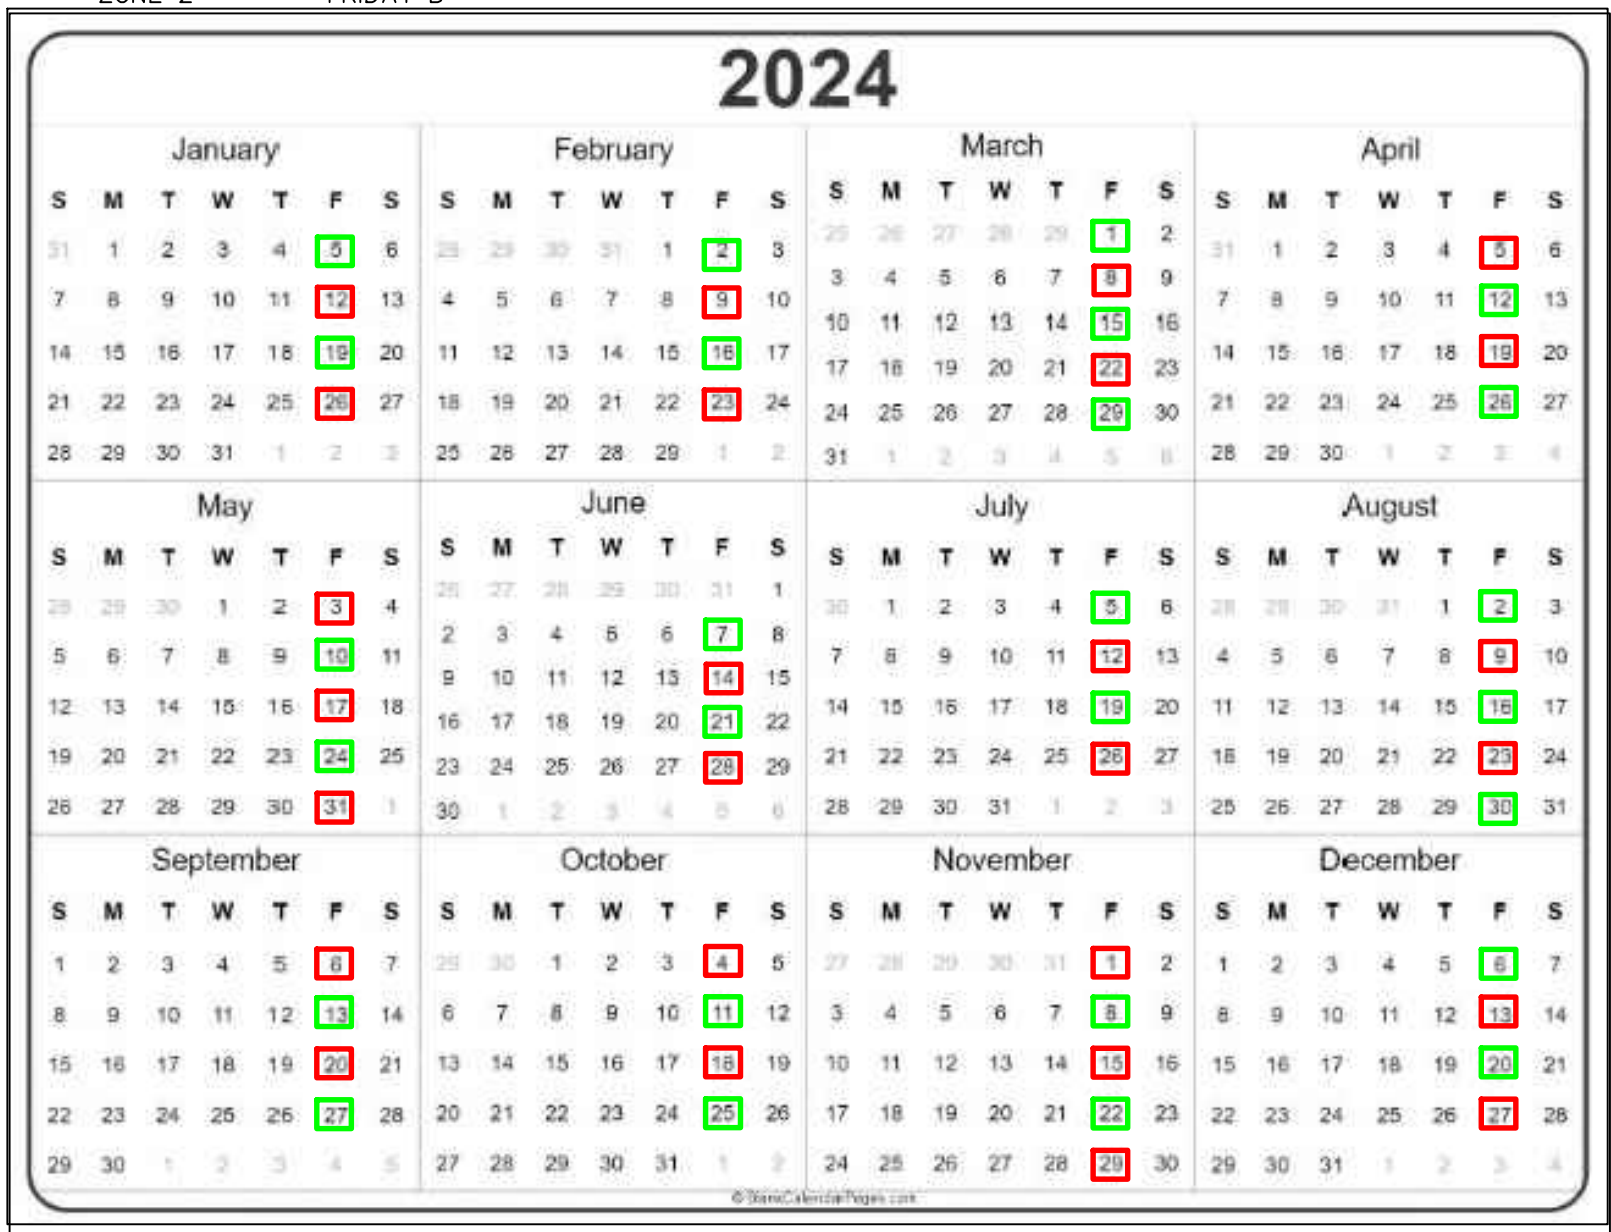 ZONE 2 FRIDAY B
2024
January February March April
S M T W T F S S M T W T F S S M T W T F S S M T W T F S
31 1 2 3 4 5 6 28 29 30 31 1 2 3 25 26 27 28 29 1 2 31 1 2 3 4 5 6
7 8 9 10 11 12 13 4 5 6 7 8 9 10 3 4 5 6 7 8 9 7 8 9 10 11 12 13
14 15 16 17 18 19 20 11 12 13 14 15 16 17 10 11 12 13 14 15 16 14 15 16 17 18 19 20
21 22 23 24 25 26 27 18 19 20 21 22 23 24 17 18 19 20 21 22 23 21 22 23 24 25 26 27
28 29 30 31 1 2 3 25 26 27 28 29 1 2 24 25 26 27 28 29 30 28 29 30 1 2 3 4
31 1 2 3 4 5 6
May June July August
S M T W T F S S M T W T F S S M T W T F S S M T W T F S
28 29 30 1 2 3 4 26 27 28 29 30 31 1 30 1 2 3 4 5 6 28 29 30 31 1 2 3
5 6 7 8 9 10 11 2 3 4 5 6 7 8 7 8 9 10 11 12 13 4 5 6 7 8 9 10
12 13 14 15 16 17 18 9 10 11 12 13 14 15 14 15 16 17 18 19 20 11 12 13 14 15 16 17
19 20 21 22 23 24 25 16 17 18 19 20 21 22 21 22 23 24 25 26 27 18 19 20 21 22 23 24
26 27 28 29 30 31 1 23 24 25 26 27 28 29 28 29 30 31 1 2 3 25 26 27 28 29 30 31
30 1 2 3 4 5 6
September October November December
S M T W T F S S M T W T F S S M T W T F S S M T W T F S
1 2 3 4 5 6 7 29 30 1 2 3 4 5 27 28 29 30 31 1 2 1 2 3 4 5 6 7
8 9 10 11 12 13 14 6 7 8 9 10 11 12 3 4 5 6 7 8 9 8 9 10 11 12 13 14
15 16 17 18 19 20 21 13 14 15 16 17 18 19 10 11 12 13 14 15 16 15 16 17 18 19 20 21
22 23 24 25 26 27 28 20 21 22 23 24 25 26 17 18 19 20 21 22 23 22 23 24 25 26 27 28
29 30 1 2 3 4 5 27 28 29 30 31 1 2 24 25 26 27 28 29 30 29 30 31 1 2 3 4
© BlankCalendarPages.com